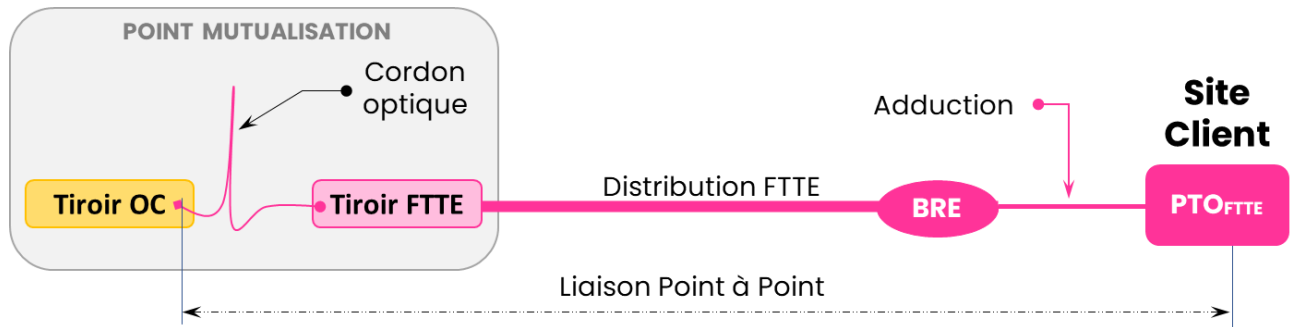 POINT MUTUALISATION
Cordon
optique
Adduction
Site
Client
Tiroir OC
Tiroir FTTE
Distribution FTTE
BRE
PTOFTTE
Liaison Point à Point